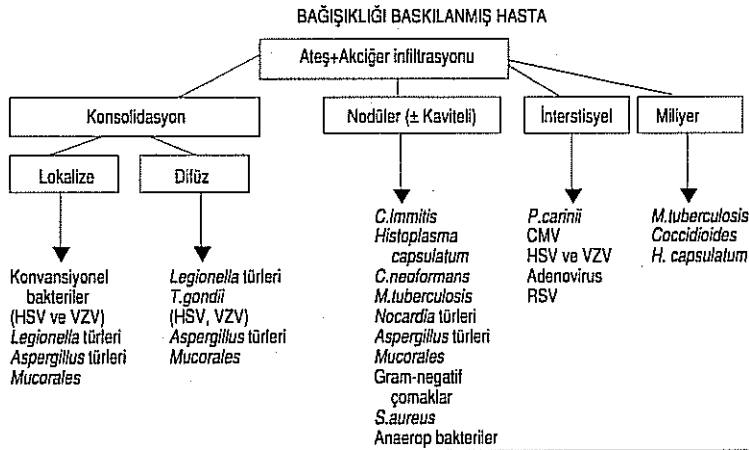 BAĞIŞIKLIĞI BASKILANMIŞ HASTA
Ateş+Akciğer infiltrasyonu
Konsolidasyon
Nodüler (± Kaviteli)
İnterstisyel
Miliyer
Lokalize
Difüz
Konvansiyonel
bakteriler
(HSV ve VZV)
Legionella türleri
Aspergillus türleri
Mucorales
Legionella türleri
T.gondii
(HSV, VZV)
Aspergillus türleri
Mucorales
C.Immitis
Histoplasma
capsulatum
C.neoformans
M.tuberculosis
Nocardia türleri
Aspergillus türleri
Mucorales
Gram-negatif
çomaklar
S.aureus
Anaerop bakteriler
P.carinii
CMV
HSV ve VZV
Adenovirus
RSV
M.tuberculosis
Coccidioides
H. capsulatum